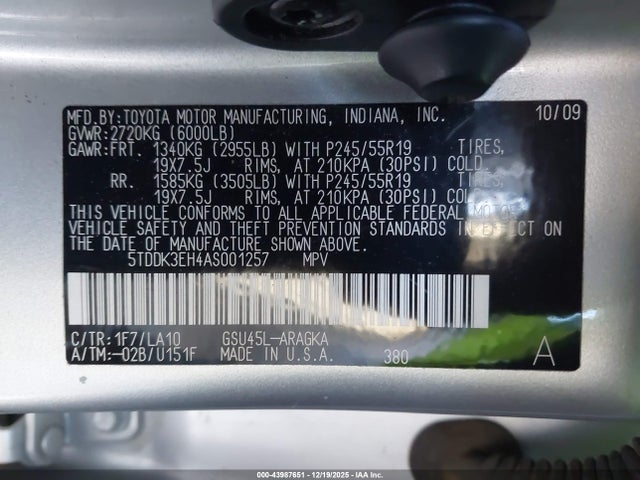 MFD.BY:TOYOTA MOTOR MANUFACTURING, INDIANA, INC. 10/09
GVWR:2720KG (6000LB)
GAWR:FRT. 1340KG (2955LB) WITH P245/55R19 TIRES,
19X7.5J RIMS, AT 210KPA (30PSI) COLD.
RR. 1585KG (3505LB) WITH P245/55R19 TIRES,
19X7.5J RIMS, AT 210KPA (30PSI) COLD.
THIS VEHICLE CONFORMS TO ALL APPLICABLE FEDERAL MOTOR
VEHICLE SAFETY AND THEFT PREVENTION STANDARDS IN EFFECT ON
THE DATE OF MANUFACTURE SHOWN ABOVE.
5TDDK3EH4AS001257 MPV
C/TR:1F7/LA10 GSU45L-ARAGKA
A/TM:-02B/U151F MADE IN U.S.A. 380 A
000-43987651 - 12/19/2025 - IAA Inc.